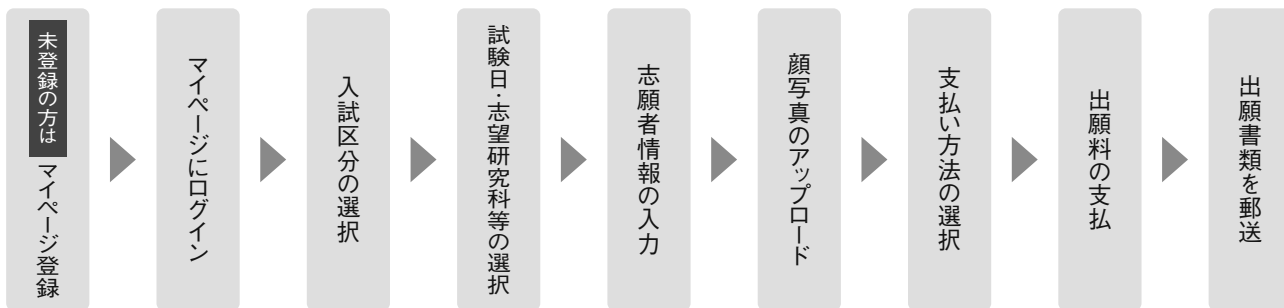 未登録の方は マイページ登録
マイページにログイン
入試区分の選択
試験日・志望研究科等の選択
志願者情報の入力
顔写真のアップロード
支払い方法の選択
出願料の支払
出願書類を郵送